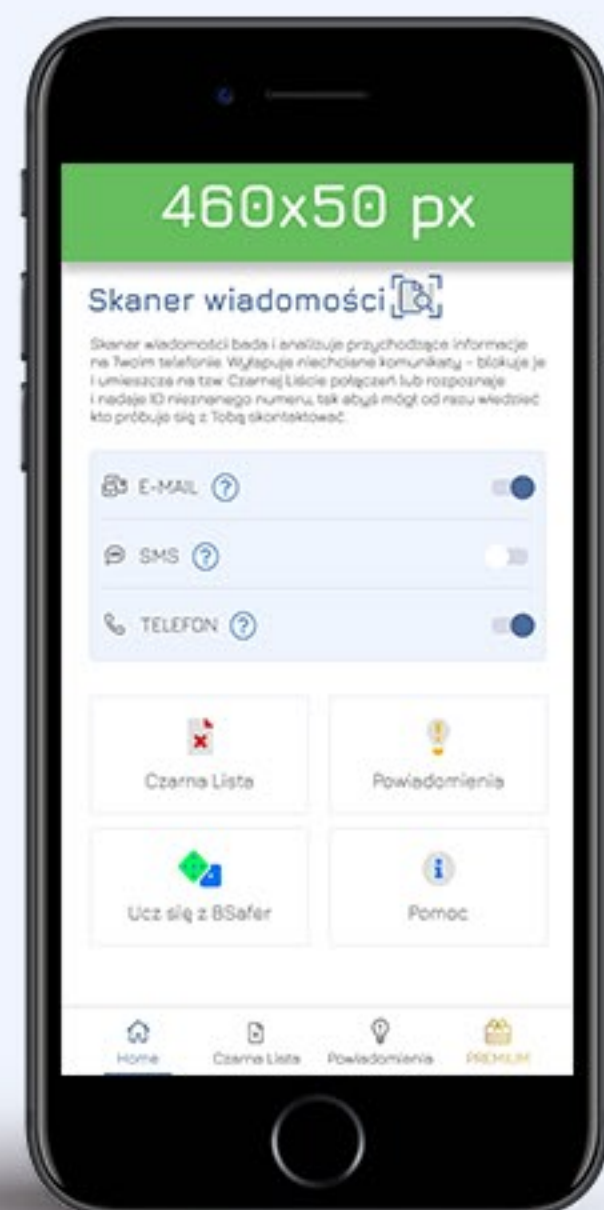 460x50 px
Skaner wiadomości
Skaner wiadomości bada i analizuje przychodzące informacje
na Twoim telefonie. Wyłapuje niechciane komunikaty – blokuje je
i umieszcza na tzw. Czarnej Liście połączeń lub rozpoznaje
i nadaje ID nieznanego numeru, tak abyś mógł od razu wiedzieć
kto próbuje się z Tobą skontaktować.
E-MAIL ?
SMS ?
TELEFON ?
Czarna Lista
Powiadomienia
Ucz się z BSafer
Pomoc
Home
Czarna Lista
Powiadomienia
PREMIUM